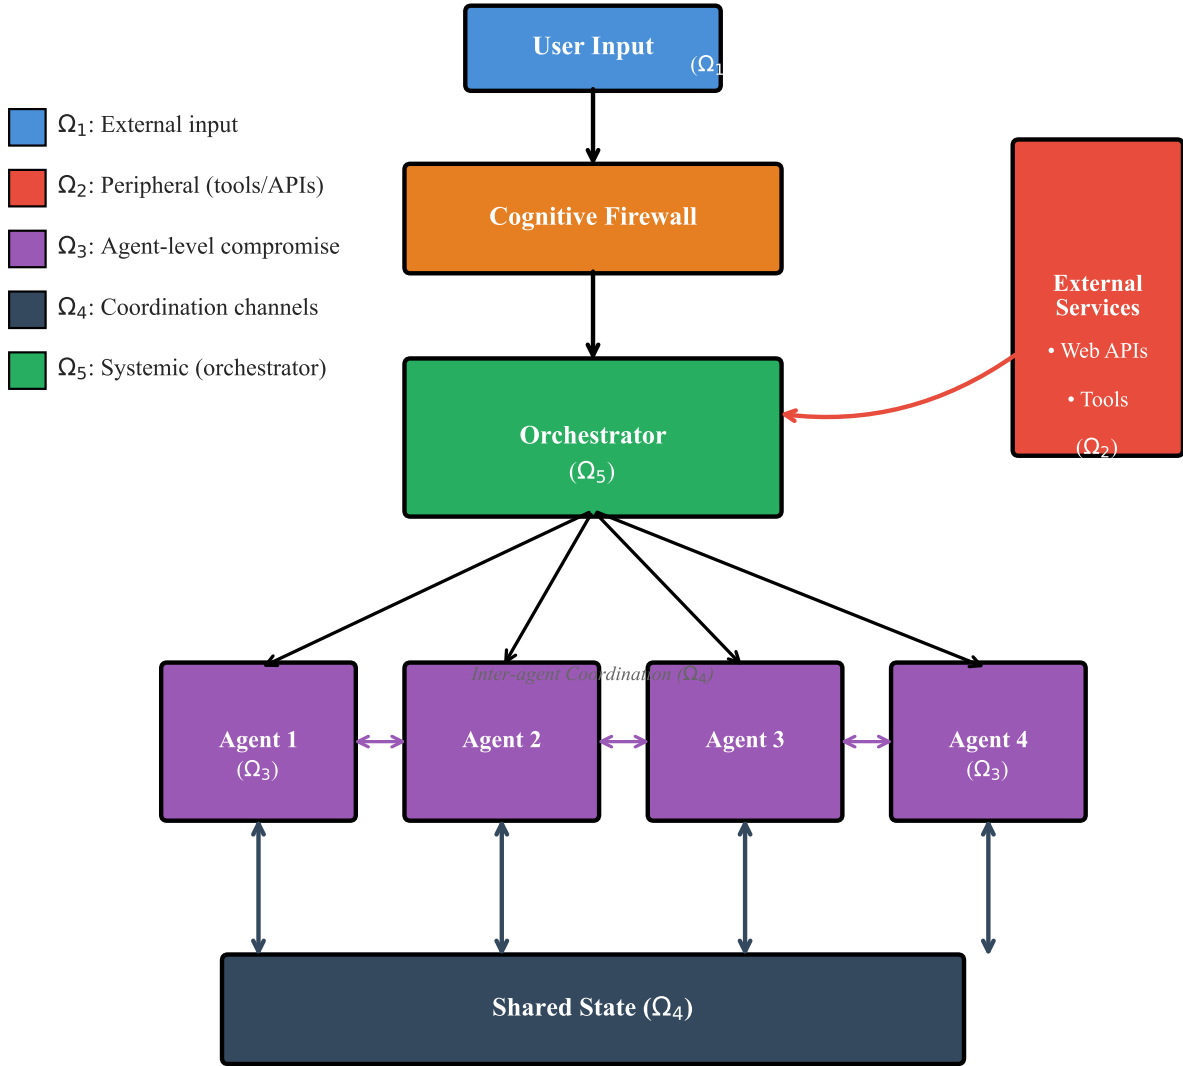 User Input
(Ω₁
Ω₁: External input
Ω₂: Peripheral (tools/APIs)
Ω₃: Agent-level compromise
Ω₄: Coordination channels
Ω₅: Systemic (orchestrator)
Cognitive Firewall
External
Services
• Web APIs
• Tools
(Ω₂)
Orchestrator
(Ω₅)
Inter-agent Coordination (Ω₄)
Agent 1
(Ω₃)
Agent 2
Agent 3
Agent 4
(Ω₃)
Shared State (Ω₄)